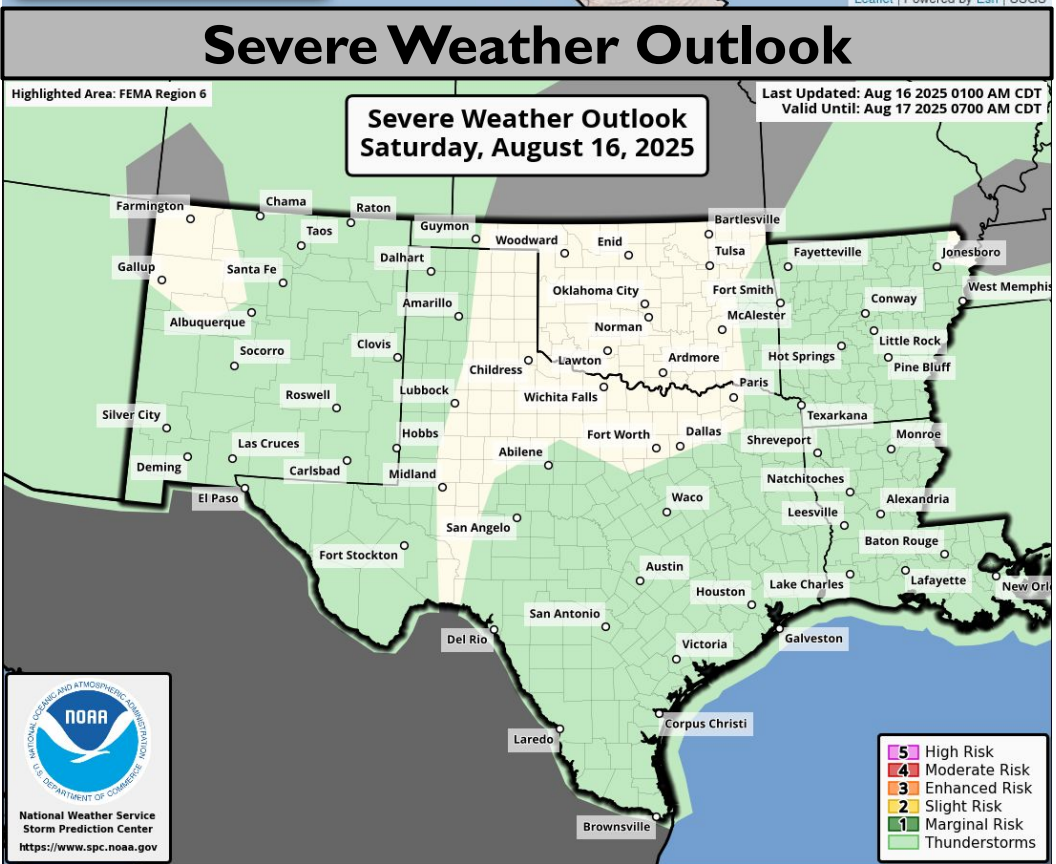 Leaflet | Powered by Esri | USGS
Severe Weather Outlook
Highlighted Area: FEMA Region 6
Last Updated: Aug 16 2025 0100 AM CDT
Valid Until: Aug 17 2025 0700 AM CDT
Severe Weather Outlook
Saturday, August 16, 2025
Farmington
Chama
Raton
Taos
Guymon
Woodward
Enid
Bartlesville
Tulsa
Fayetteville
Jonesboro
Gallup
Santa Fe
Dalhart
Oklahoma City
Fort Smith
West Memphis
Albuquerque
Amarillo
Norman
McAlester
Conway
Socorro
Clovis
Childress
Lawton
Ardmore
Hot Springs
Little Rock
Pine Bluff
Roswell
Lubbock
Wichita Falls
Paris
Texarkana
Silver City
Las Cruces
Hobbs
Fort Worth
Dallas
Shreveport
Monroe
Deming
Carlsbad
Midland
Abilene
Natchitoches
El Paso
Waco
Leesville
Alexandria
San Angelo
Baton Rouge
Fort Stockton
Austin
Houston
Lake Charles
Lafayette
New Orl
San Antonio
Del Rio
Victoria
Galveston
Laredo
Corpus Christi
Brownsville
NATIONAL OCEANIC AND ATMOSPHERIC ADMINISTRATION
NOAA
U.S. DEPARTMENT OF COMMERCE
National Weather Service
Storm Prediction Center
https://www.spc.noaa.gov
5 High Risk
4 Moderate Risk
3 Enhanced Risk
2 Slight Risk
1 Marginal Risk
Thunderstorms